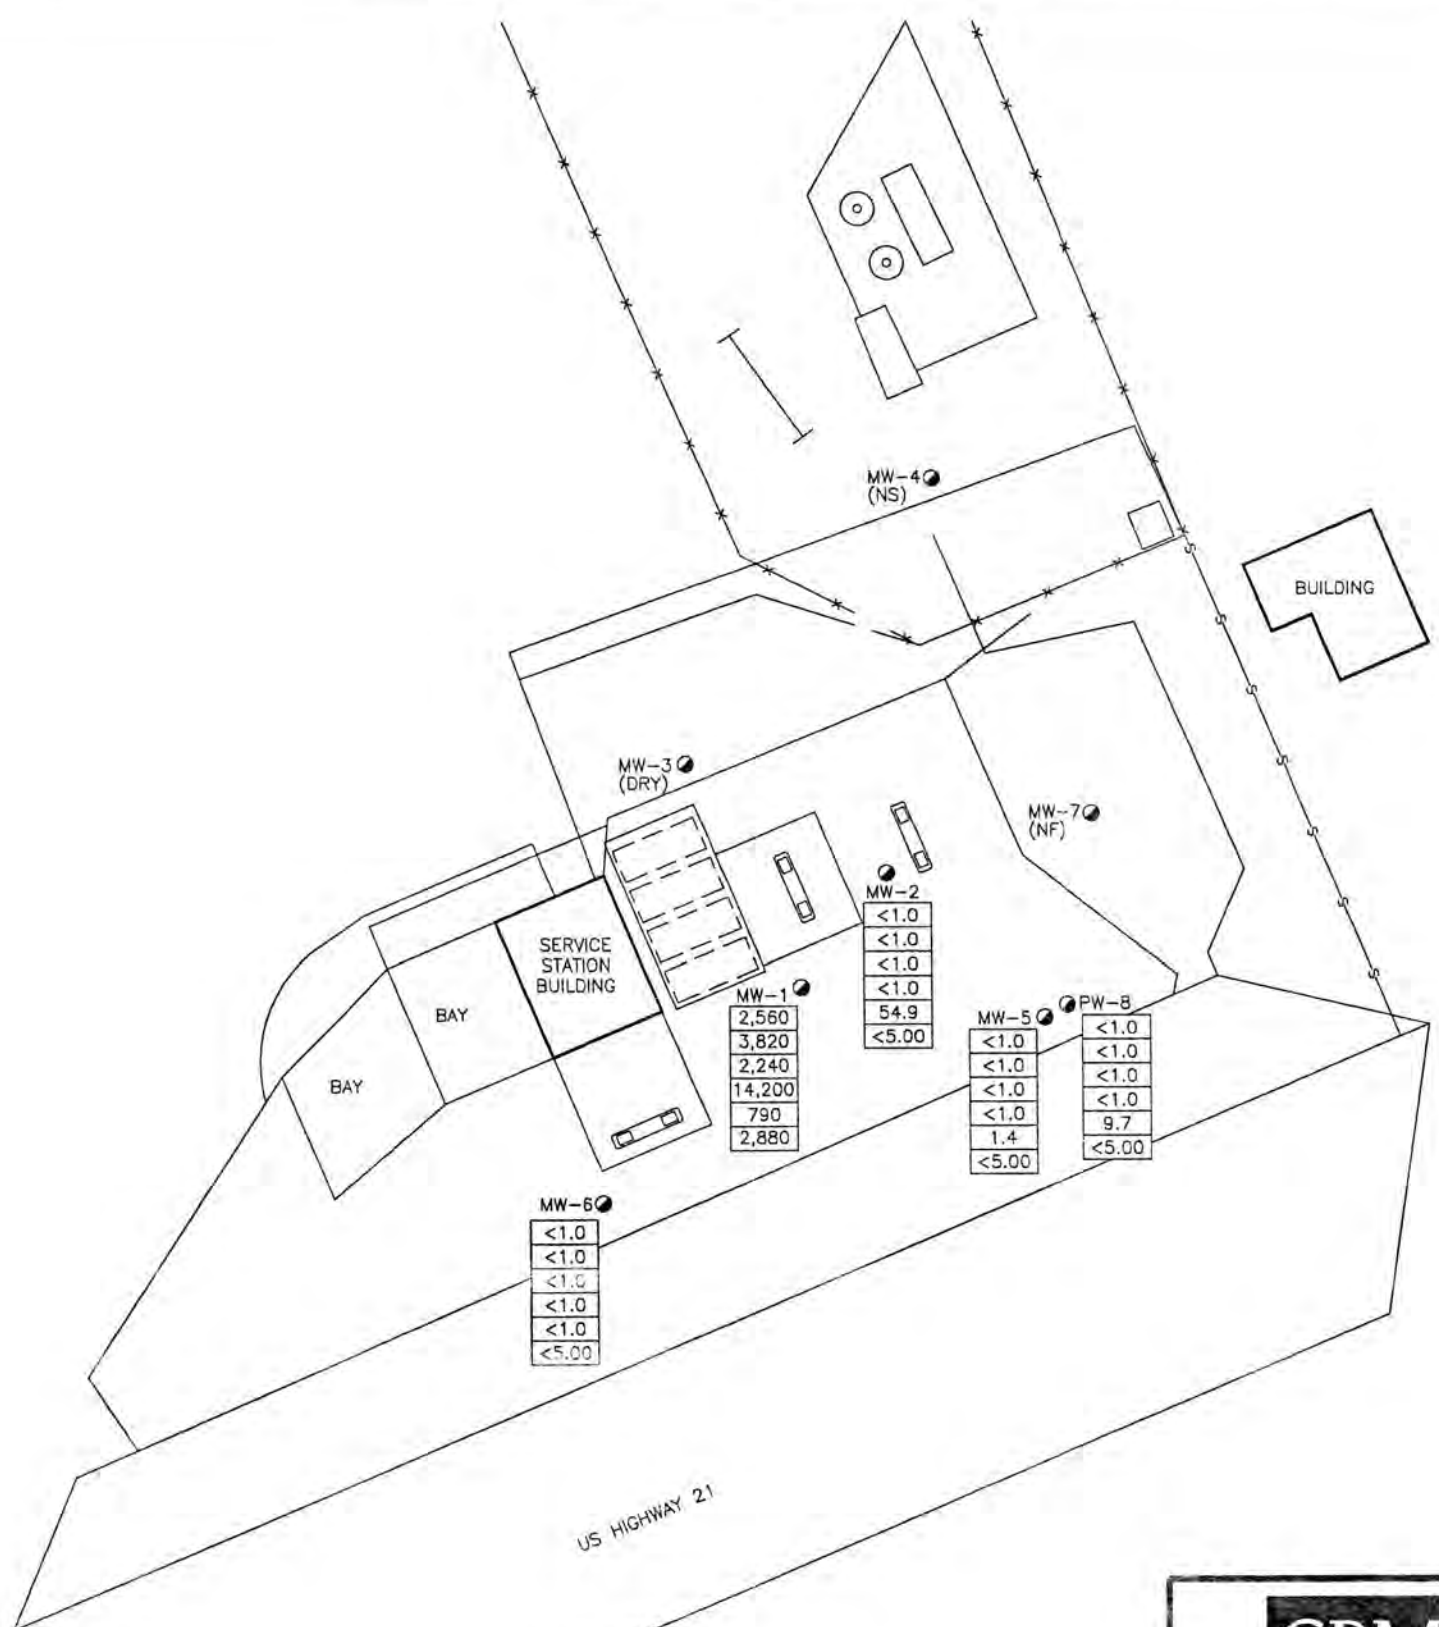 MW-4
(NS)
BUILDING
MW-3
(DRY)
MW-7
(NF)
MW-2
<1.0
<1.0
<1.0
<1.0
54.9
<5.00
SERVICE
STATION
BUILDING
BAY
BAY
MW-1
2,560
3,820
2,240
14,200
790
2,880
MW-5
<1.0
<1.0
<1.0
<1.0
1.4
<5.00
PW-8
<1.0
<1.0
<1.0
<1.0
9.7
<5.00
MW-6
<1.0
<1.0
<1.0
<1.0
<1.0
<5.00
US HIGHWAY 21
S
S
S
S
S
S
S